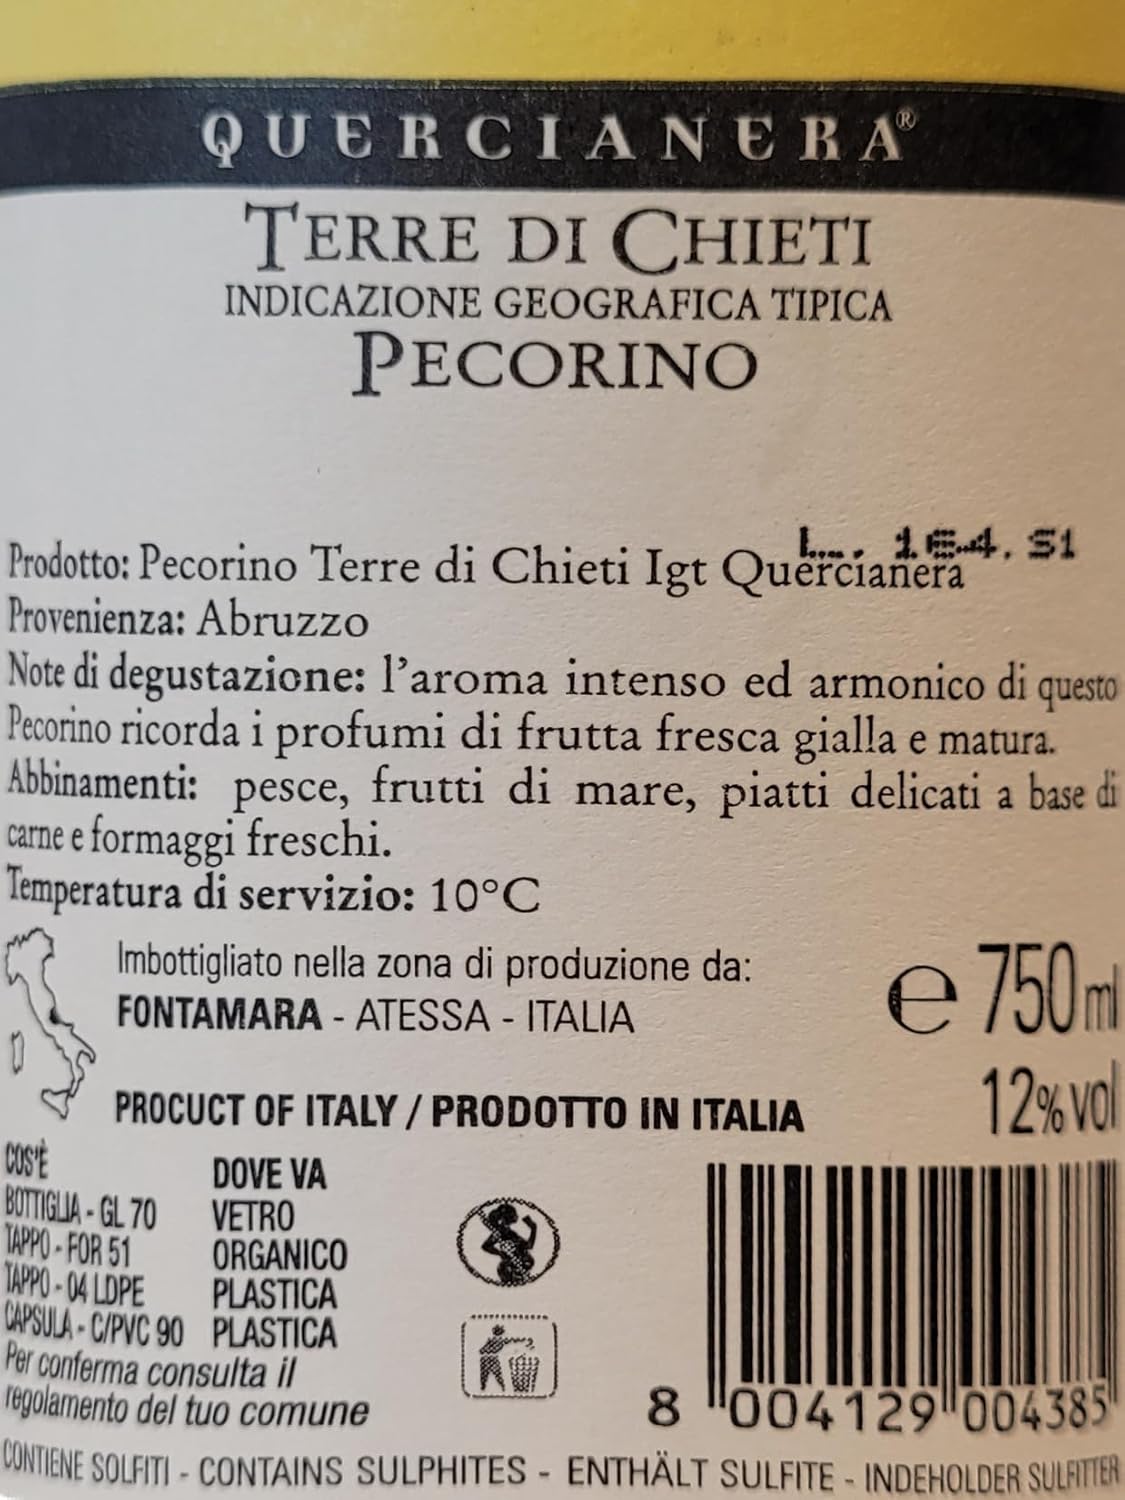 QUERCIANERA®
TERRE DI CHIETI
INDICAZIONE GEOGRAFICA TIPICA
PECORINO
L. 164.51
Prodotto: Pecorino Terre di Chieti Igt Quercianera
Provenienza: Abruzzo
Note di degustazione: l'aroma intenso ed armonico di questo
Pecorino ricorda i profumi di frutta fresca gialla e matura.
Abbinamenti: pesce, frutti di mare, piatti delicati a base di
carne e formaggi freschi.
Temperatura di servizio: 10°C
Imbottigliato nella zona di produzione da:
FONTAMARA - ATESSA - ITALIA
e 750 ml
12% vol
PROCUCT OF ITALY / PRODOTTO IN ITALIA
COS'È DOVE VA
BOTTIGLIA - GL 70 VETRO
TAPPO - FOR 51 ORGANICO
TAPPO - 04 LDPE PLASTICA
CAPSULA - C/PVC 90 PLASTICA
Per conferma consulta il
regolamento del tuo comune
8 004129 004385
CONTIENE SOLFITI - CONTAINS SULPHITES - ENTHÄLT SULFITE - INDEHOLDER SULFITTER